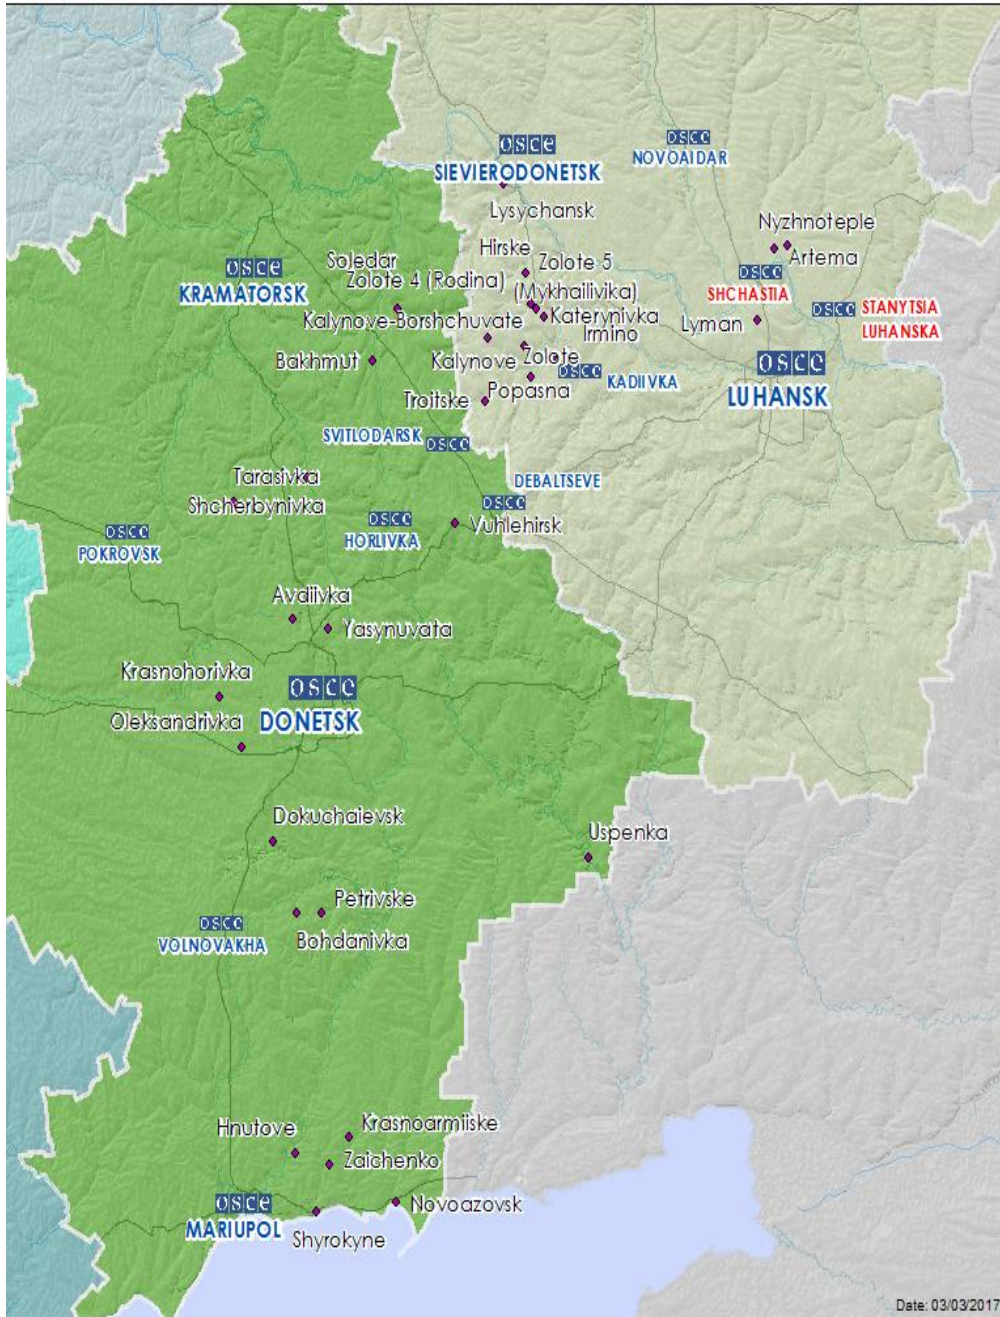 OSCE
SIEVIERODONETSK
OSCE
NOVOAIDAR
Lysychansk
Nyzhnoteple
Artema
Hirske
Soledar
Zolote 5
(Mykhailivika)
Zolote 4 (Rodina)
OSCE
KRAMATORSK
OSCE
SHCHASTIA
OSCE
STANYTSIA
LUHANSKA
Kalynove-Borshchuvate
Katerynivka
Irmino
Lyman
Bakhmut
Kalynove
Zolote
OSCE
KADIIVKA
OSCE
LUHANSK
Troitske
Popasna
SVITLODARSK
OSCE
DEBALTSEVE
OSCE
Tarasivka
Shcherbynivka
OSCE
HORLIVKA
Vuhlehirsk
OSCE
POKROVSK
Avdiivka
Yasynuvata
Krasnohorivka
OSCE
DONETSK
Oleksandrivka
Dokuchaievsk
Uspenka
Petrivske
OSCE
VOLNOVAKHA
Bohdanivka
Hnutove
Krasnoarmiiske
Zaichenko
OSCE
MARIUPOL
Novoazovsk
Shyrokyne
Date: 03/03/2017